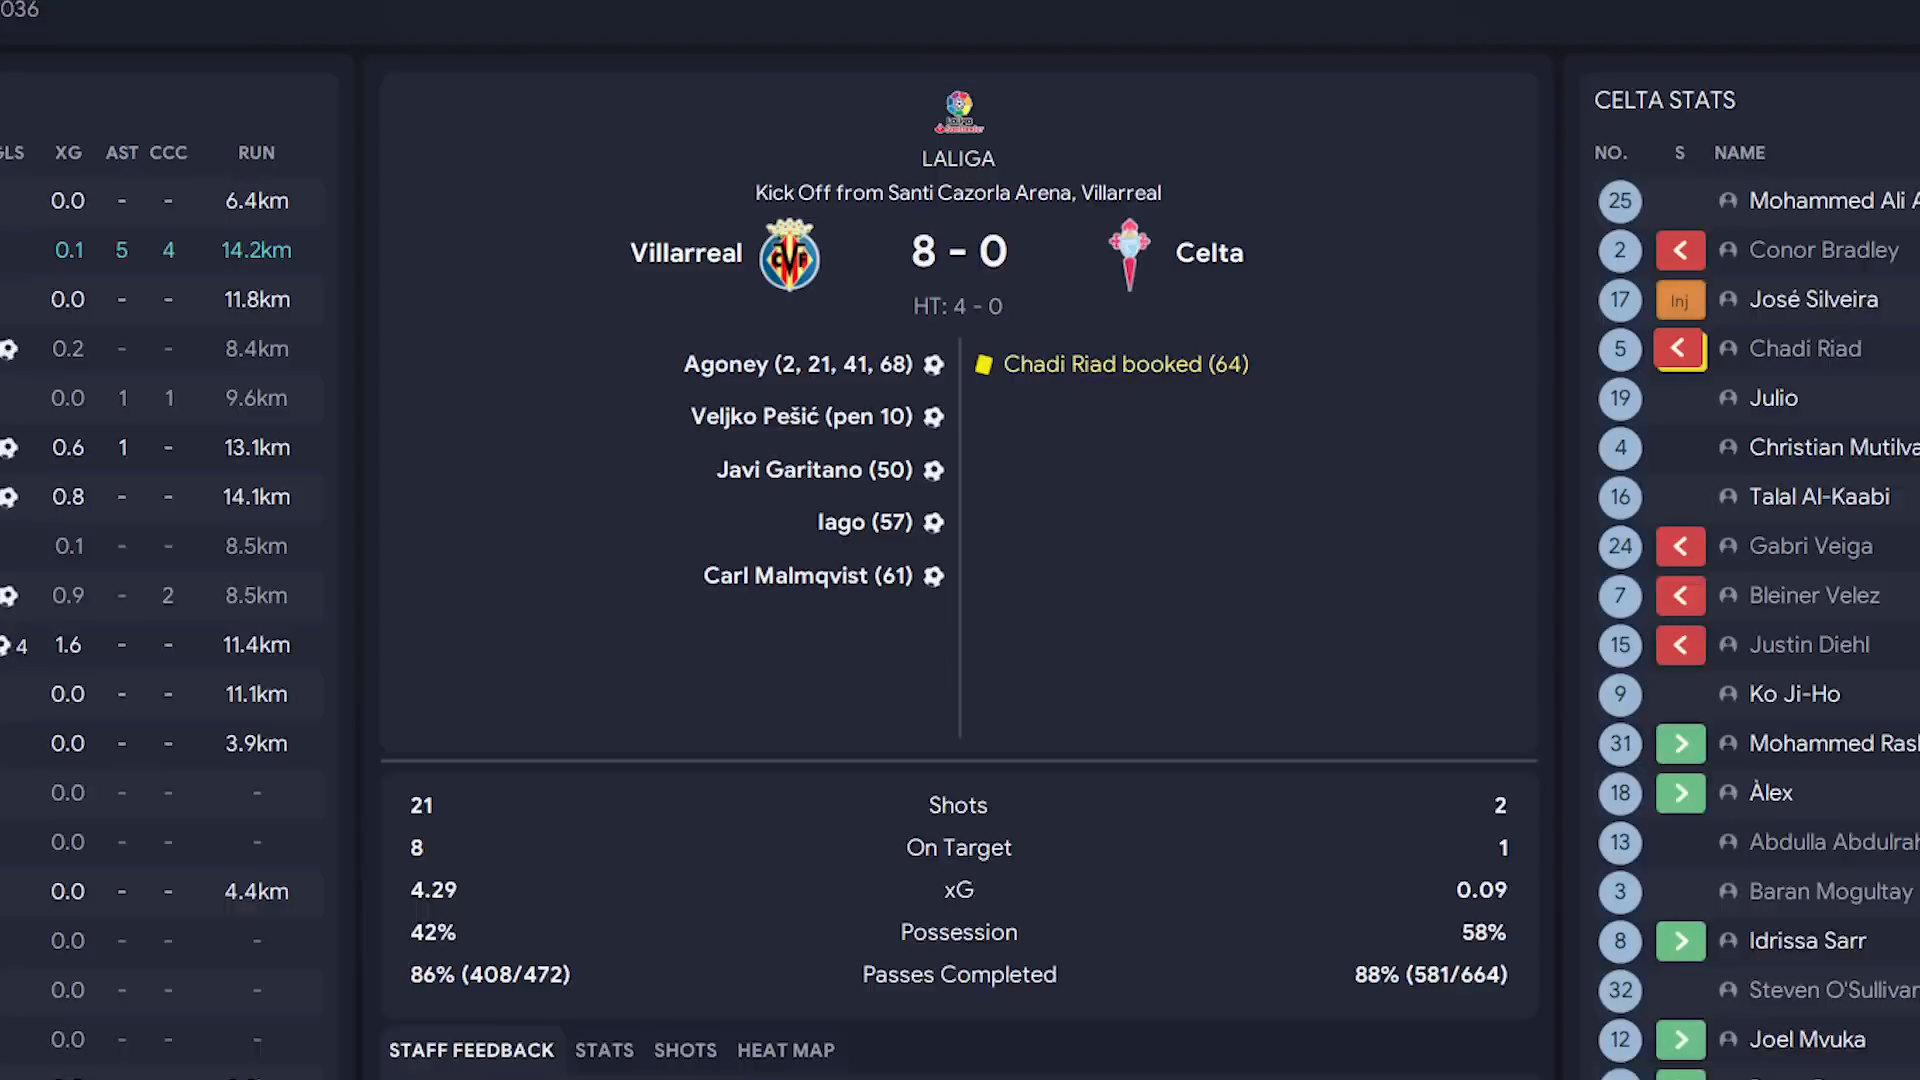 036
GLS XG AST CCC RUN
0.0 - - 6.4km
0.1 5 4 14.2km
0.0 - - 11.8km
0.2 - - 8.4km
0.0 1 1 9.6km
0.6 1 - 13.1km
0.8 - - 14.1km
0.1 - - 8.5km
0.9 - 2 8.5km
4 1.6 - - 11.4km
0.0 - - 11.1km
0.0 - - 3.9km
0.0 - - -
0.0 - - -
0.0 - - 4.4km
0.0 - - -
0.0 - - -
0.0 - - -
LALIGA
Kick Off from Santi Cazorla Arena, Villarreal
Villarreal 8 - 0 Celta
HT: 4 - 0
Agoney (2, 21, 41, 68)
Veljko Pešić (pen 10)
Javi Garitano (50)
Iago (57)
Carl Malmqvist (61)
Chadi Riad booked (64)
21 Shots 2
8 On Target 1
4.29 xG 0.09
42% Possession 58%
86% (408/472) Passes Completed 88% (581/664)
STAFF FEEDBACK STATS SHOTS HEAT MAP
CELTA STATS
NO. S NAME
25 Mohammed Ali A
2 Conor Bradley
17 Inj José Silveira
5 Chadi Riad
19 Julio
4 Christian Mutilva
16 Talal Al-Kaabi
24 Gabri Veiga
7 Bleiner Velez
15 Justin Diehl
9 Ko Ji-Ho
31 Mohammed Rash
18 Àlex
13 Abdulla Abdulrah
3 Baran Mogultay
8 Idrissa Sarr
32 Steven O'Sullivan
12 Joel Mvuka